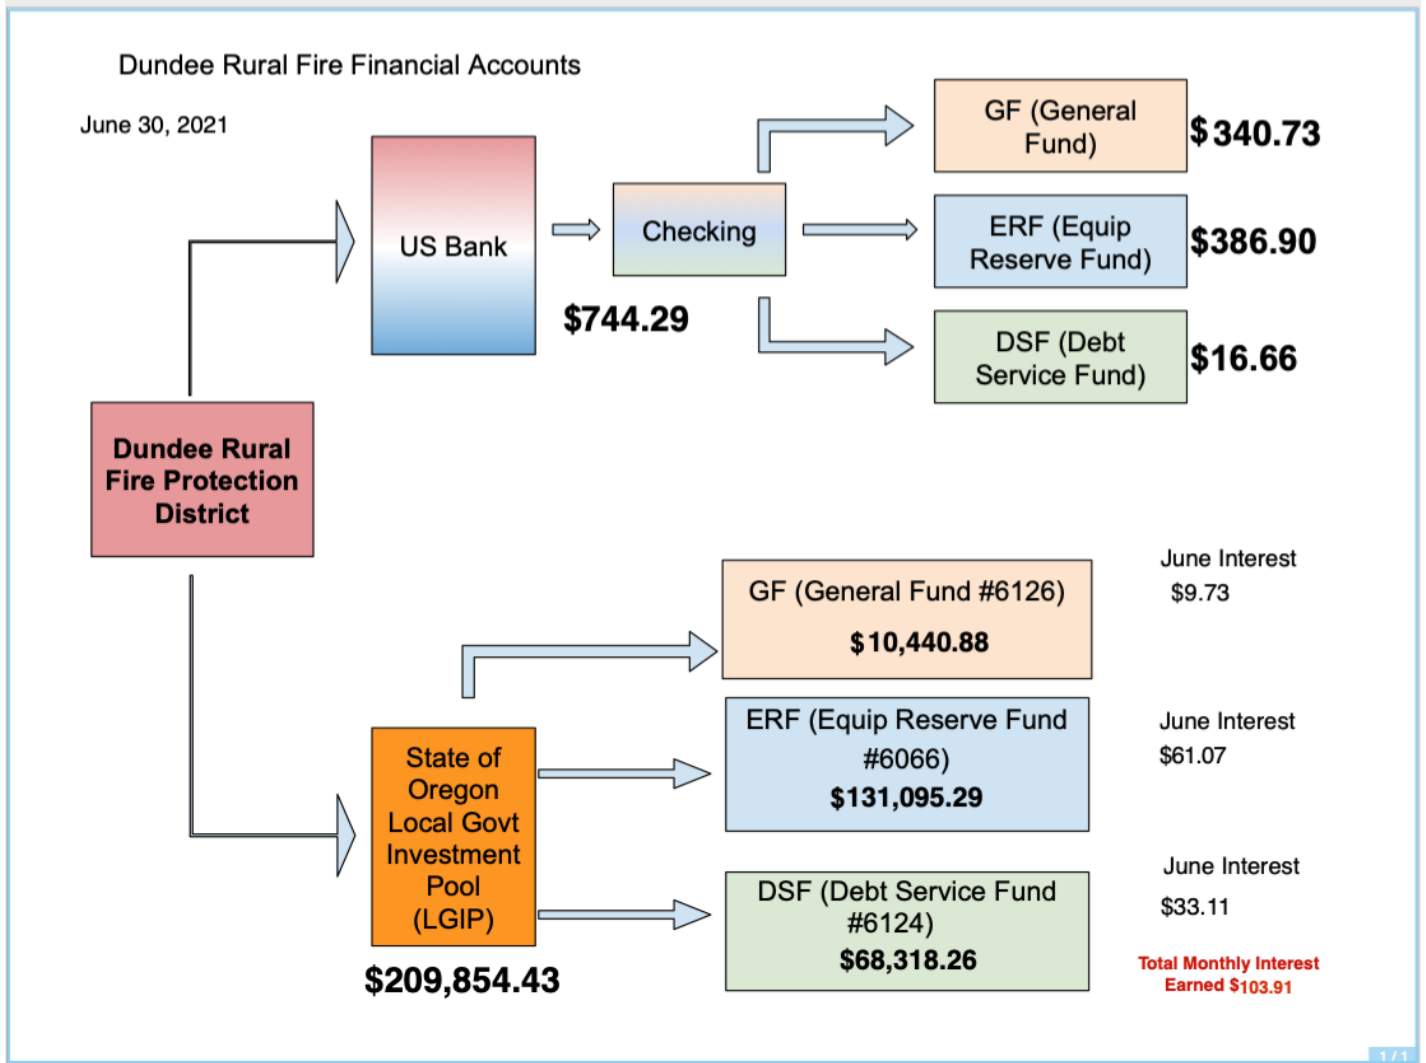 Dundee Rural Fire Financial Accounts
June 30, 2021
US Bank
Checking
$744.29
GF (General
Fund)
$340.73
ERF (Equip
Reserve Fund)
$386.90
DSF (Debt
Service Fund)
$16.66
Dundee Rural
Fire Protection
District
State of
Oregon
Local Govt
Investment
Pool
(LGIP)
$209,854.43
GF (General Fund #6126)
$10,440.88
June Interest
$9.73
ERF (Equip Reserve Fund
#6066)
$131,095.29
June Interest
$61.07
DSF (Debt Service Fund
#6124)
$68,318.26
June Interest
$33.11
Total Monthly Interest
Earned $103.91
1 / 1